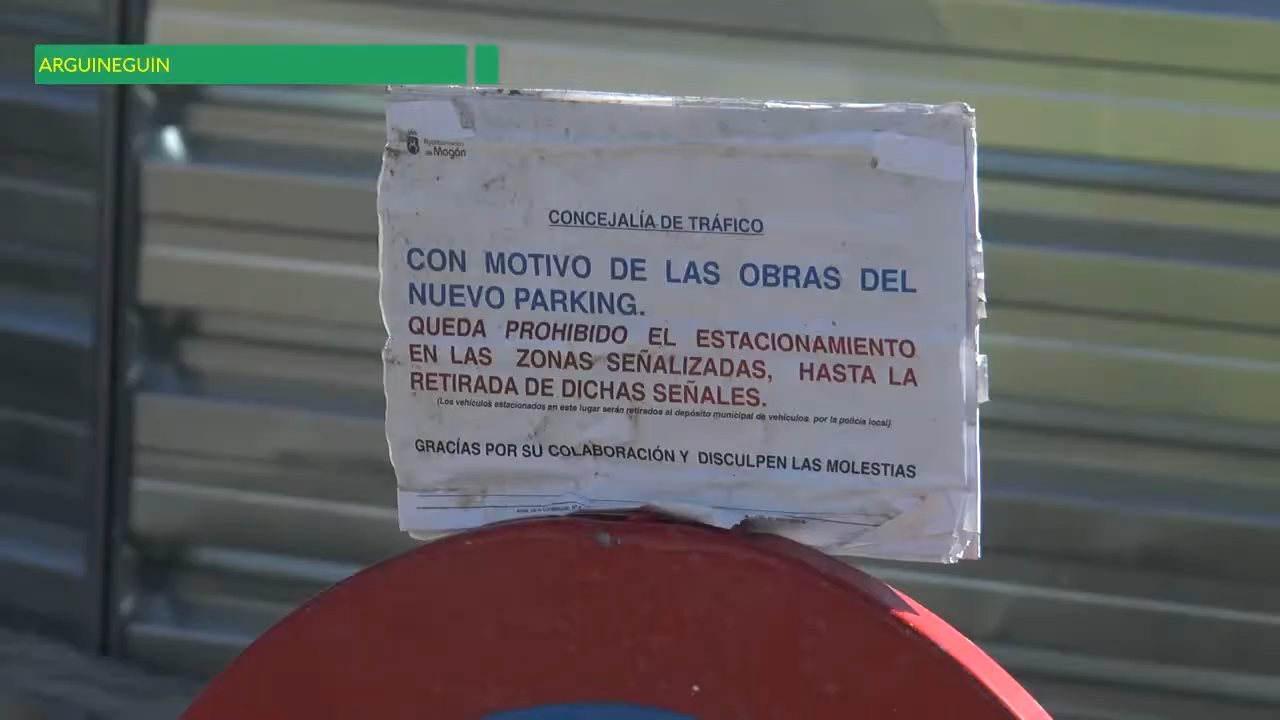 ARGUINEGUIN
Ayuntamiento
de Mogán
CONCEJALÍA DE TRÁFICO
CON MOTIVO DE LAS OBRAS DEL
NUEVO PARKING.
QUEDA PROHIBIDO EL ESTACIONAMIENTO
EN LAS ZONAS SEÑALIZADAS, HASTA LA
RETIRADA DE DICHAS SEÑALES.
(Los vehículos estacionados en este lugar serán retirados al depósito municipal de vehículos por la policía local)
GRACÍAS POR SU COLABORACIÓN Y DISCULPEN LAS MOLESTIAS